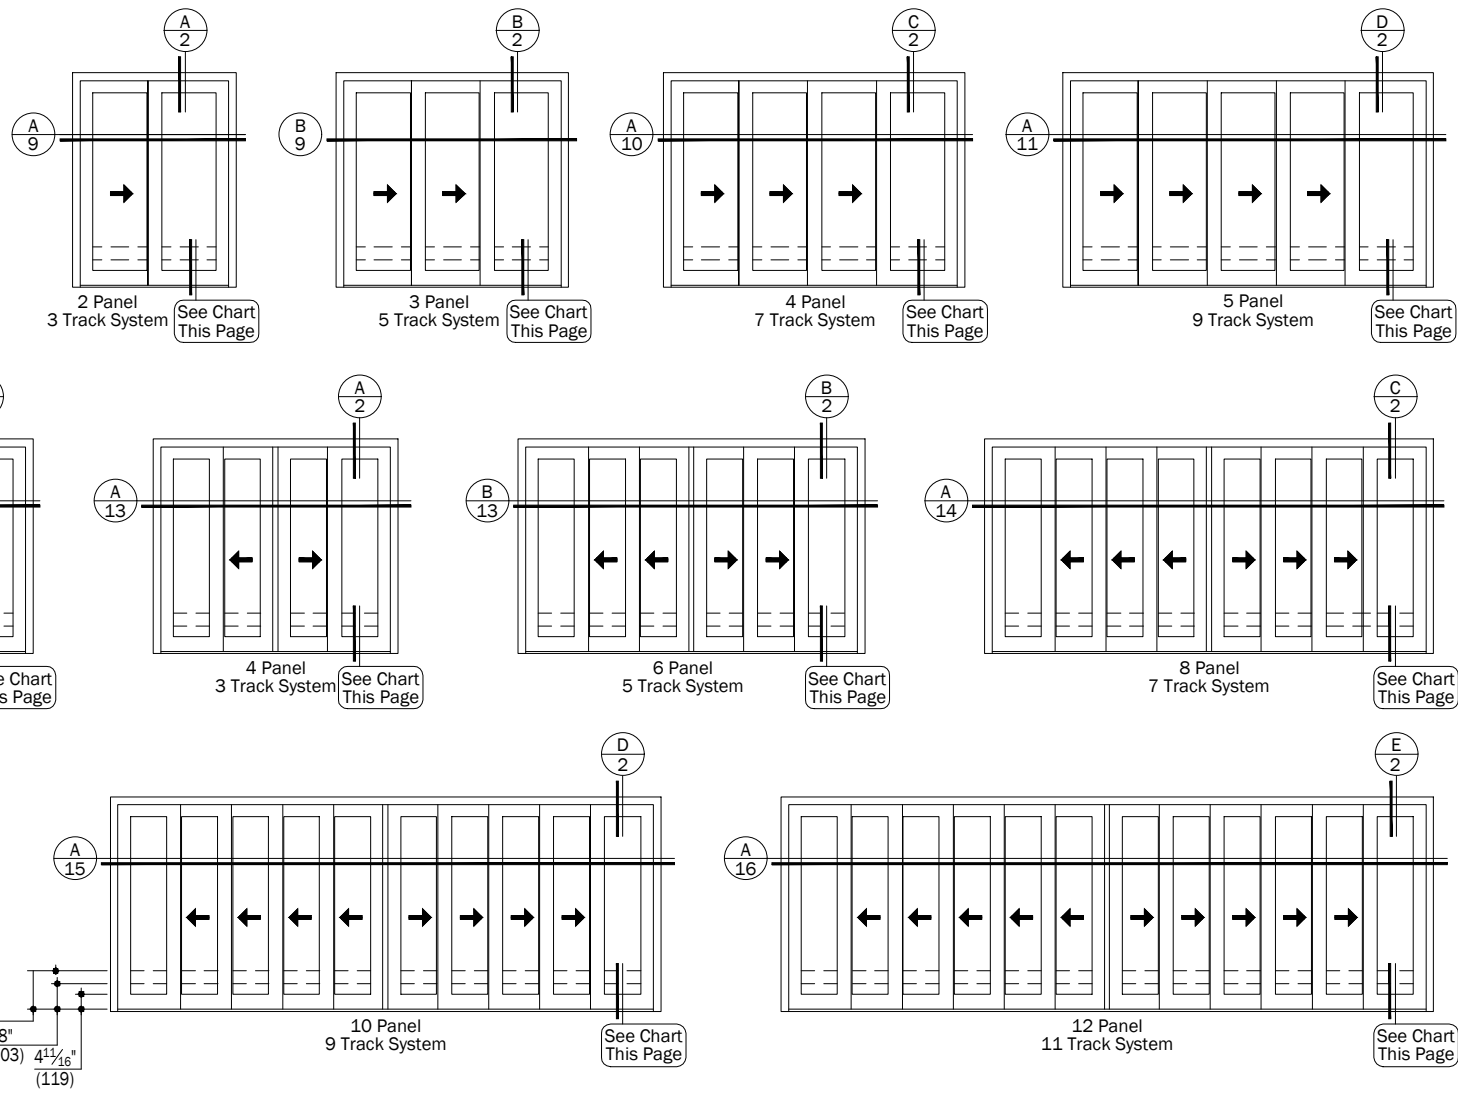 A
2
B
2
C
2
D
2
A
9
B
9
A
10
A
11
2 Panel
3 Track System
See Chart
This Page
3 Panel
5 Track System
See Chart
This Page
4 Panel
7 Track System
See Chart
This Page
5 Panel
9 Track System
See Chart
This Page
A
2
B
2
C
2
A
13
B
13
A
14
Chart
Page
4 Panel
3 Track System
See Chart
This Page
6 Panel
5 Track System
See Chart
This Page
8 Panel
7 Track System
See Chart
This Page
D
2
E
2
A
15
A
16
10 Panel
9 Track System
See Chart
This Page
12 Panel
11 Track System
See Chart
This Page
8"
03)
4 11/16"
(119)